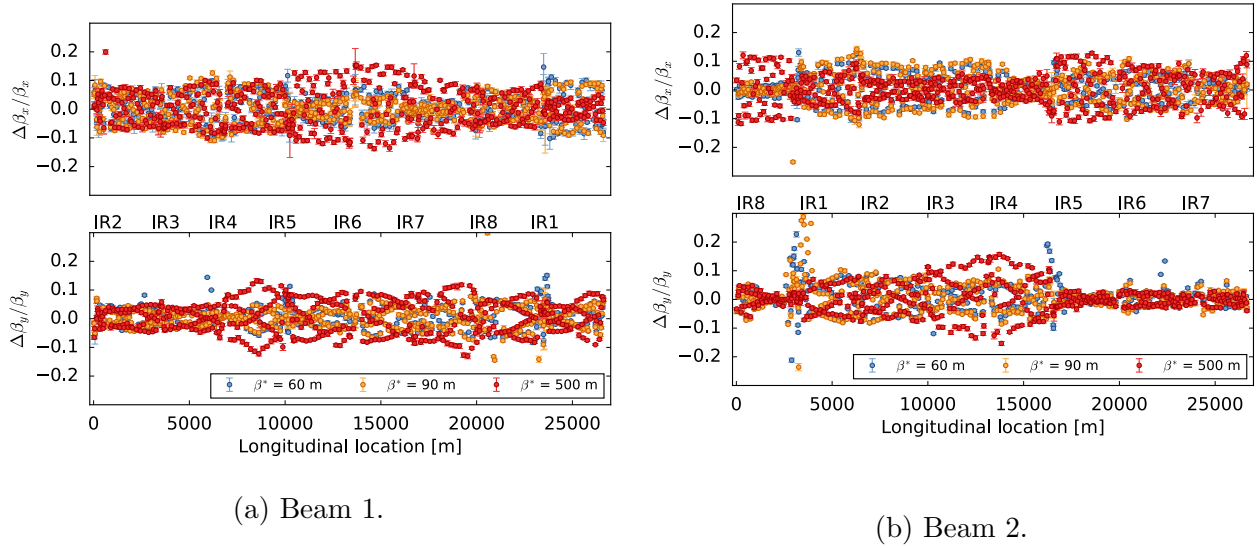 0.2
0.1
0.0
−0.1
−0.2
Δβx/βx
IR2 IR3 IR4 IR5 IR6 IR7 IR8 IR1
0.2
0.1
0.0
−0.1
−0.2
Δβy/βy
β* = 60 m β* = 90 m β* = 500 m
0 5000 10000 15000 20000 25000
Longitudinal location [m]
(a) Beam 1.
0.2
0.1
0.0
−0.1
−0.2
Δβx/βx
IR8 IR1 IR2 IR3 IR4 IR5 IR6 IR7
0.2
0.1
0.0
−0.1
−0.2
Δβy/βy
β* = 60 m β* = 90 m β* = 500 m
0 5000 10000 15000 20000 25000
Longitudinal location [m]
(b) Beam 2.